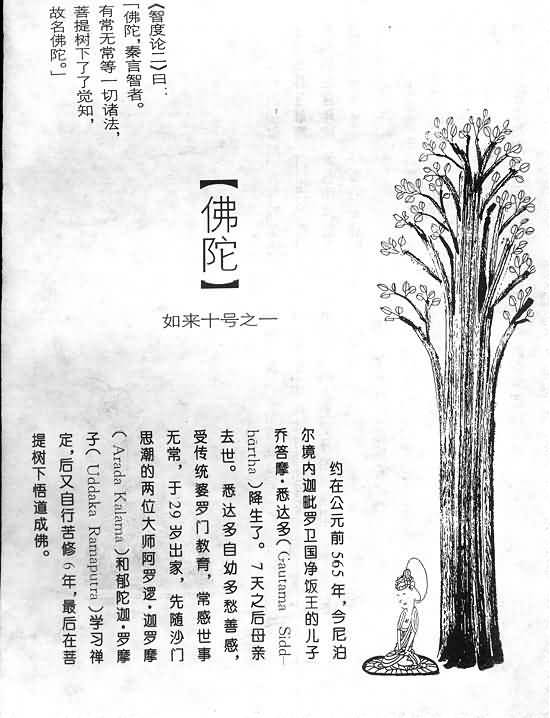 《智度论二》曰：
「佛陀，秦言智者。
有常无常等一切诸法，
菩提树下了了觉知，
故名佛陀。」
【佛陀】
如来十号之一
约在公元前565年，今尼泊
尔境内迦毗罗卫国净饭王的儿子
乔答摩·悉达多（Gautama Sidd—
hārtha）降生了。7天之后母亲
去世。悉达多自幼多愁善感，
受传统婆罗门教育，常感世事
无常，于29岁出家，先随沙门
思潮的两位大师阿罗逻·迦罗摩
（Arada Kalama）和郁陀迦·罗摩
子（Uddaka Ramaputra）学习禅
定，后又自行苦修6年，最后在菩
提树下悟道成佛。